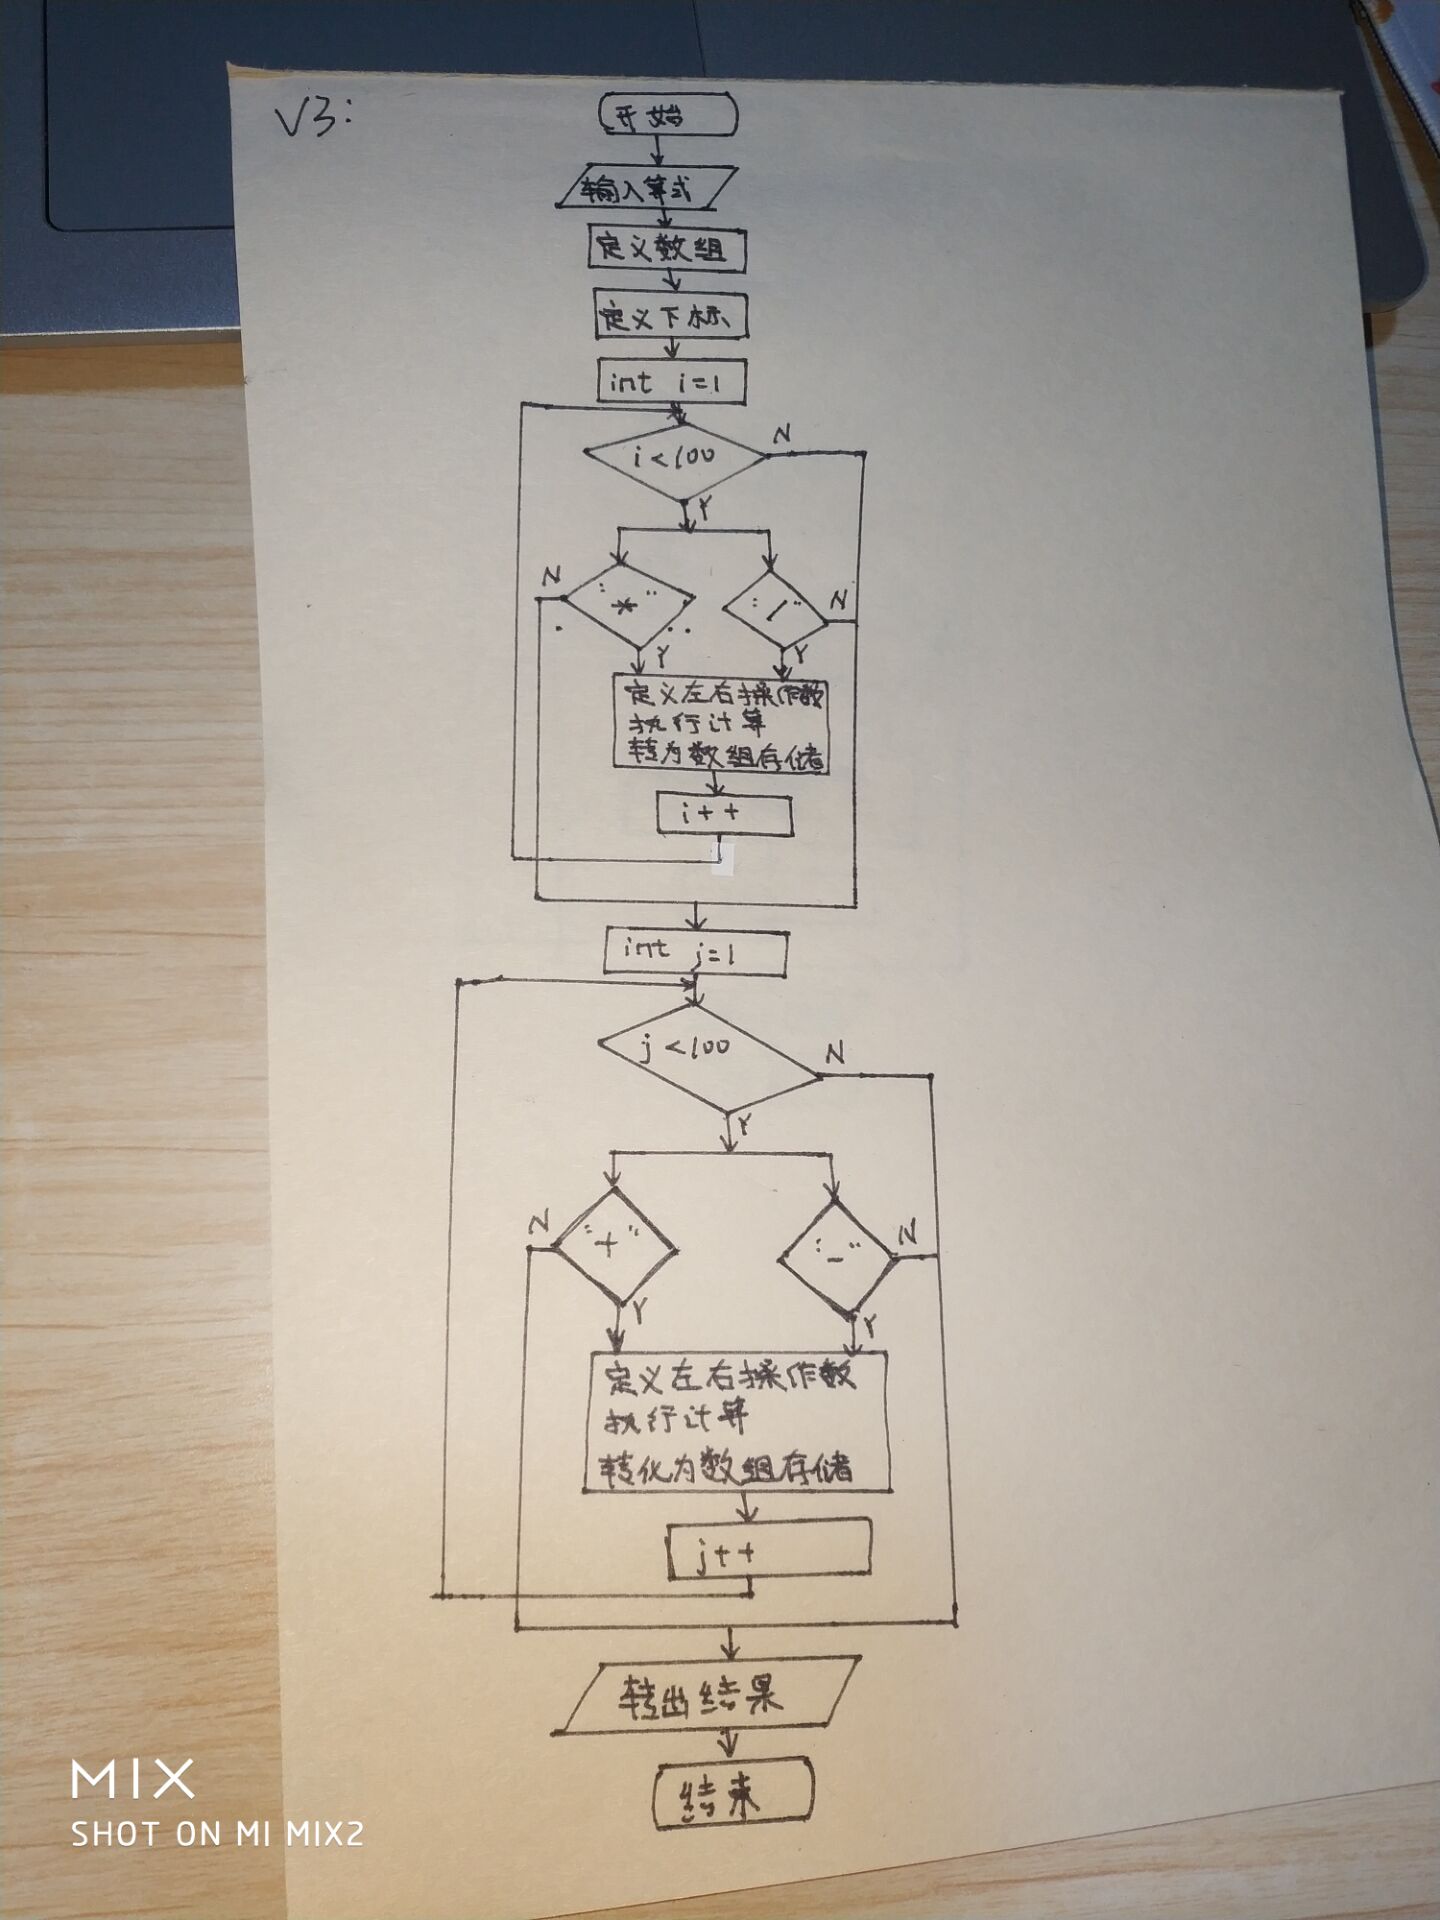 V3:
开始
输入算式
定义数组
定义下标
int i=1
i<100
N
Y
N
"*"
"/"
N
Y
Y
定义左右操作数
执行计算
转为数组存储
i++
int j=1
j<100
N
Y
N
"+"
"-"
N
Y
Y
定义左右操作数
执行计算
转化为数组存储
j++
转出结果
结束
MIX
SHOT ON MI MIX2